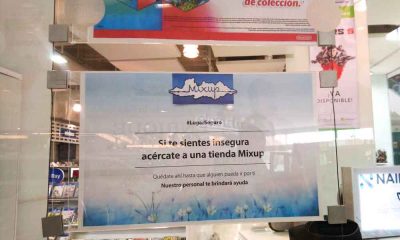 de colección.
Mixup
#LugarSeguro
Si te sientes insegura
acércate a una tienda Mixup
Quédate ahí hasta que alguien pueda ir por ti
Nuestro personal te brindará ayuda
YA
DISPONIBLE!
NAI